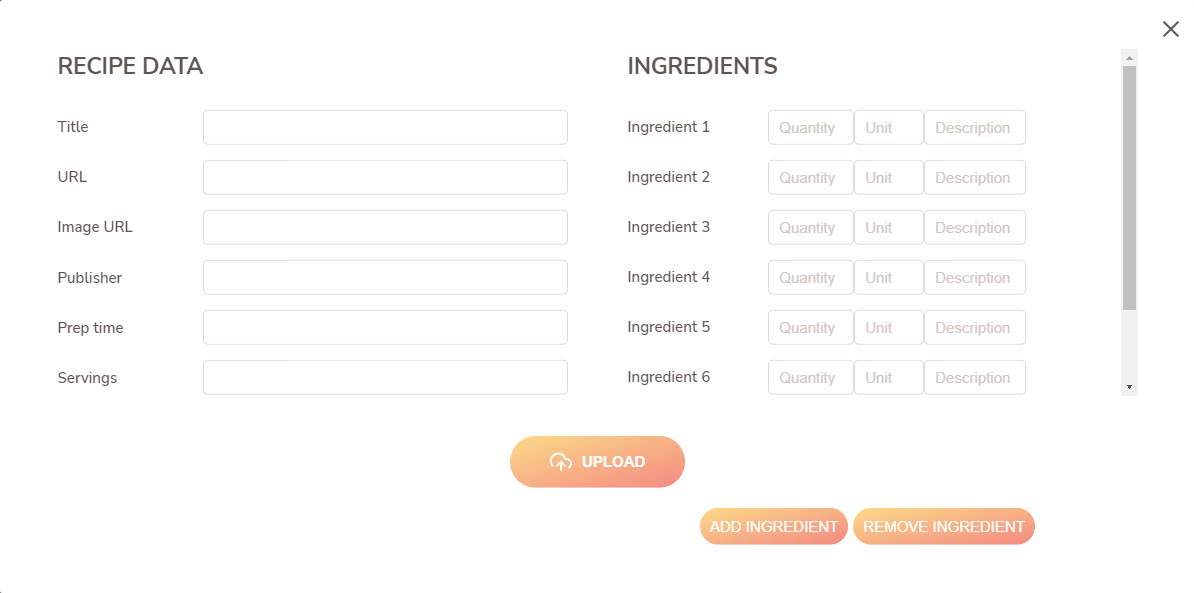 RECIPE DATA
Title
URL
Image URL
Publisher
Prep time
Servings
INGREDIENTS
Ingredient 1 Quantity Unit Description
Ingredient 2 Quantity Unit Description
Ingredient 3 Quantity Unit Description
Ingredient 4 Quantity Unit Description
Ingredient 5 Quantity Unit Description
Ingredient 6 Quantity Unit Description
UPLOAD
ADD INGREDIENT REMOVE INGREDIENT